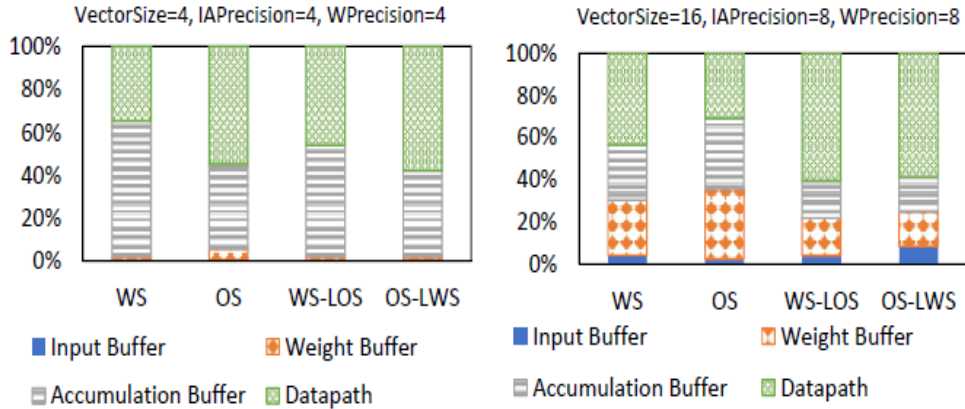 VectorSize=4, IAPrecision=4, WPrecision=4
100%
80%
60%
40%
20%
0%
WS OS WS-LOS OS-LWS
Input Buffer Weight Buffer
Accumulation Buffer Datapath
VectorSize=16, IAPrecision=8, WPrecision=8
100%
80%
60%
40%
20%
0%
WS OS WS-LOS OS-LWS
Input Buffer Weight Buffer
Accumulation Buffer Datapath